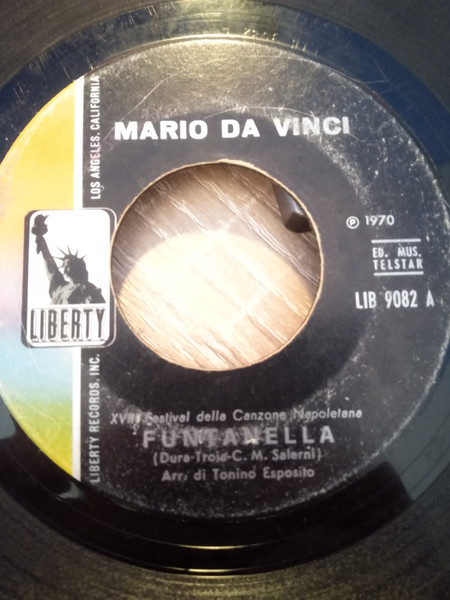 MARIO DA VINCI
℗ 1970
ED. MUS.
TELSTAR
LIB 9082 A
LIBERTY
LIBERTY RECORDS, INC. LOS ANGELES, CALIFORNIA
Festival della Canzone Napoletana
FUNTANELLA
(Dura-Troia-C. M. Salerni)
Arr. di Tonino Esposito